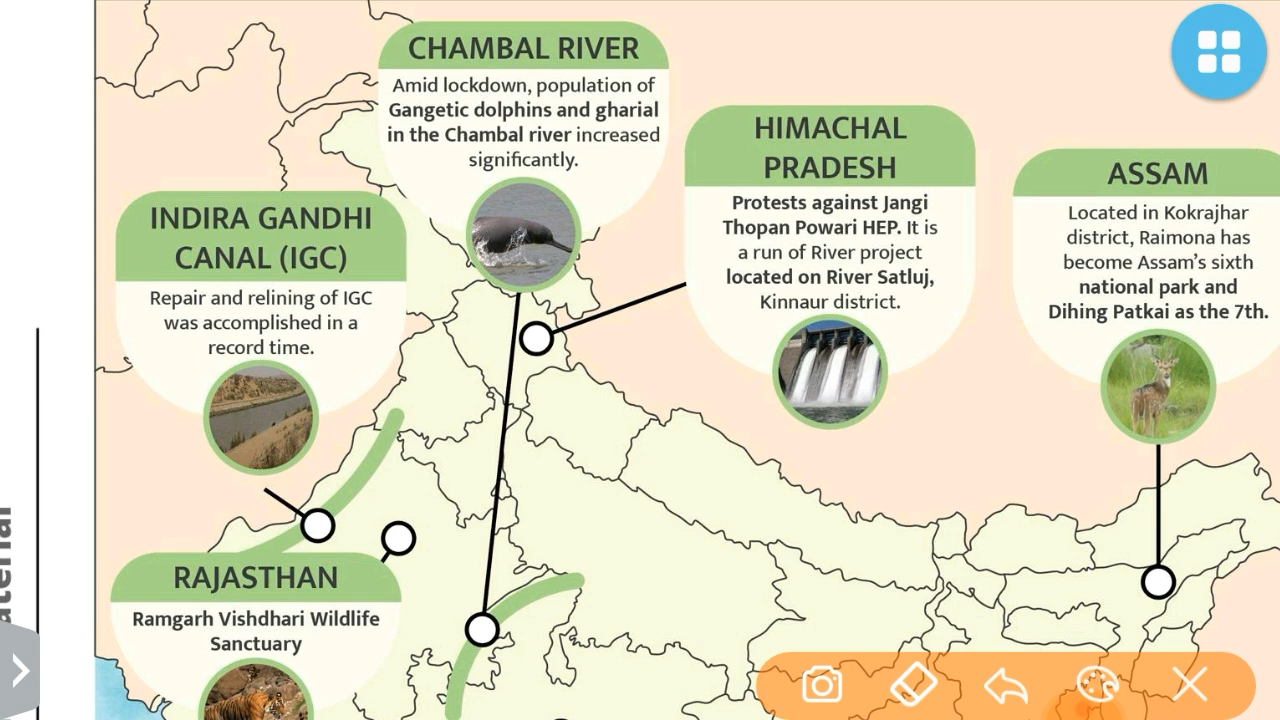 CHAMBAL RIVER
Amid lockdown, population of
Gangetic dolphins and gharial
in the Chambal river increased
significantly.
HIMACHAL
PRADESH
Protests against Jangi
Thopan Powari HEP. It is
a run of River project
located on River Satluj,
Kinnaur district.
ASSAM
Located in Kokrajhar
district, Raimona has
become Assam's sixth
national park and
Dihing Patkai as the 7th.
INDIRA GANDHI
CANAL (IGC)
Repair and relining of IGC
was accomplished in a
record time.
RAJASTHAN
Ramgarh Vishdhari Wildlife
Sanctuary